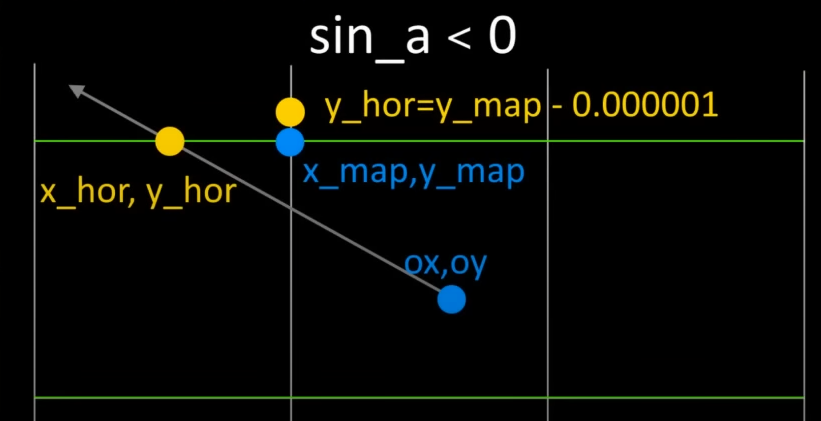 sin_a < 0
y_hor=y_map - 0.000001
x_map,y_map
x_hor, y_hor
ox,oy